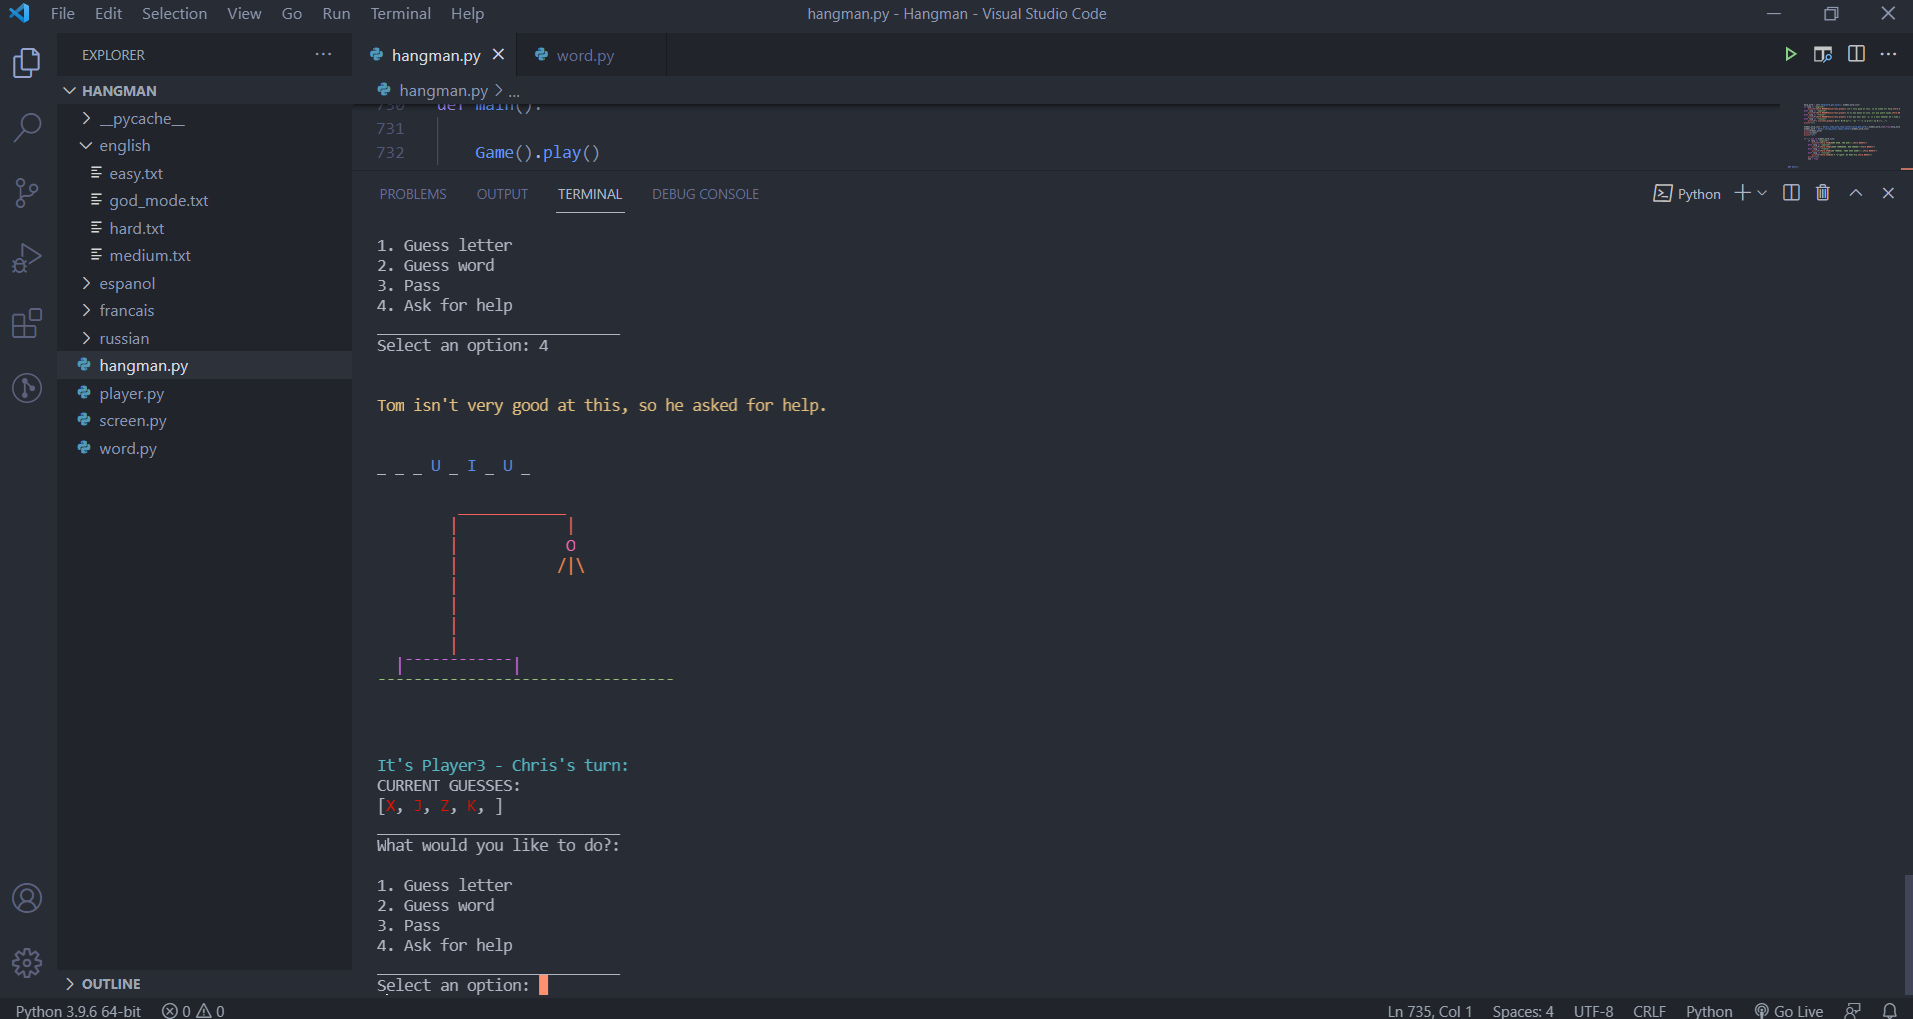 File Edit Selection View Go Run Terminal Help
hangman.py - Hangman - Visual Studio Code
EXPLORER
HANGMAN
__pycache__
english
easy.txt
god_mode.txt
hard.txt
medium.txt
espanol
francais
russian
hangman.py
player.py
screen.py
word.py
OUTLINE
hangman.py word.py
hangman.py > ...
730 def main():
731
732 Game().play()
PROBLEMS OUTPUT TERMINAL DEBUG CONSOLE
Python
1. Guess letter
2. Guess word
3. Pass
4. Ask for help
___________________________
Select an option: 4
Tom isn't very good at this, so he asked for help.
_ _ _ U _ I _ U _
____________
| |
| O
| /|\
|
|
|
|
|------------|
---------------------------------
It's Player3 - Chris's turn:
CURRENT GUESSES:
[X, J, Z, K, ]
___________________________
What would you like to do?:
1. Guess letter
2. Guess word
3. Pass
4. Ask for help
___________________________
Select an option:
Python 3.9.6 64-bit 0 0
Ln 735, Col 1 Spaces: 4 UTF-8 CRLF Python Go Live